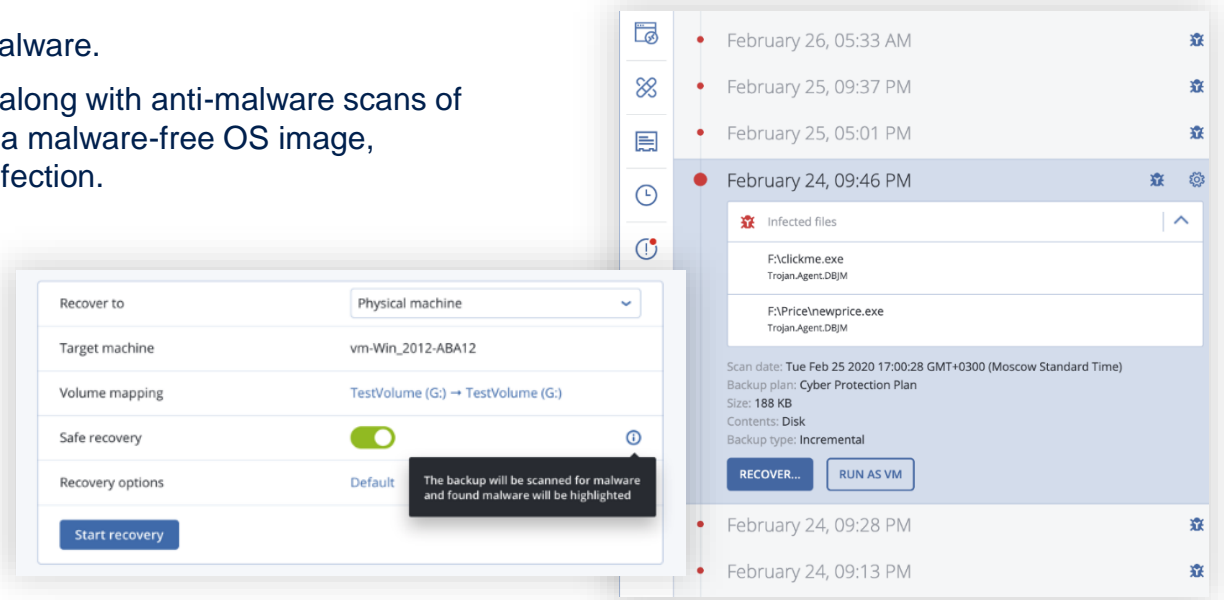 alware.
along with anti-malware scans of
a malware-free OS image,
fection.
Recover to
Physical machine
Target machine
vm-Win_2012-ABA12
Volume mapping
TestVolume (G:) → TestVolume (G:)
Safe recovery
Recovery options
Default
The backup will be scanned for malware
and found malware will be highlighted
Start recovery
February 26, 05:33 AM
February 25, 09:37 PM
February 25, 05:01 PM
February 24, 09:46 PM
Infected files
F:\clickme.exe
Trojan.Agent.DBJM
F:\Price\newprice.exe
Trojan.Agent.DBJM
Scan date: Tue Feb 25 2020 17:00:28 GMT+0300 (Moscow Standard Time)
Backup plan: Cyber Protection Plan
Size: 188 KB
Contents: Disk
Backup type: Incremental
RECOVER...
RUN AS VM
February 24, 09:28 PM
February 24, 09:13 PM